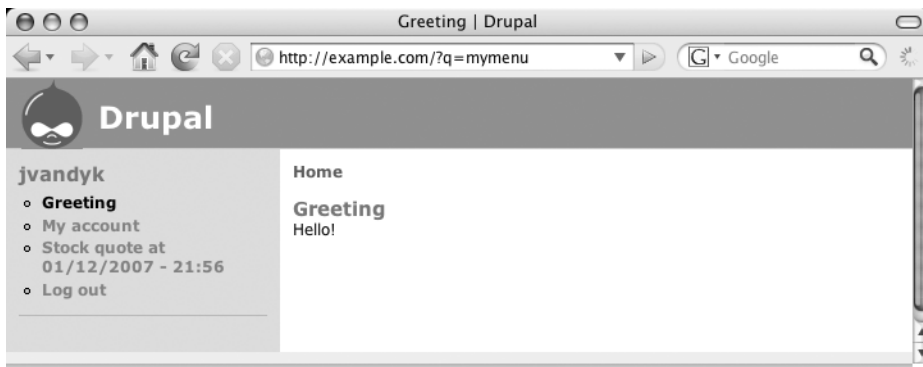 Greeting | Drupal
http://example.com/?q=mymenu
G Google
Drupal
jvandyk
Greeting
My account
Stock quote at
01/12/2007 - 21:56
Log out
Home
Greeting
Hello!